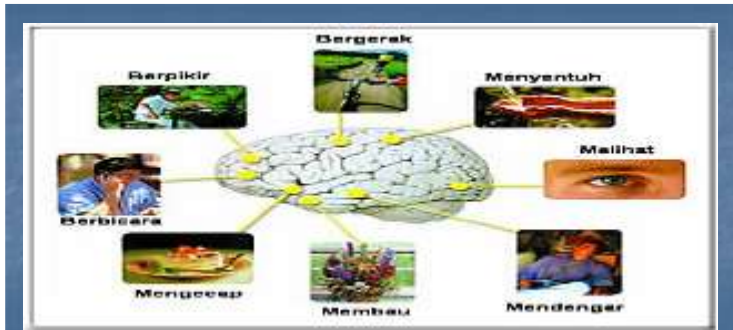 Bergerak
Berpikir
Menyentuh
Melihat
Berbicara
Mengecap
Membau
Mendengar